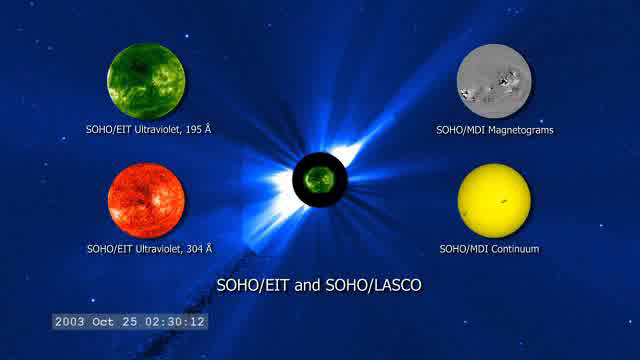 SOHO/EIT Ultraviolet, 195 Å
SOHO/MDI Magnetograms
SOHO/EIT Ultraviolet, 304 Å
SOHO/MDI Continuum
SOHO/EIT and SOHO/LASCO
2003 Oct 25 02:30:12